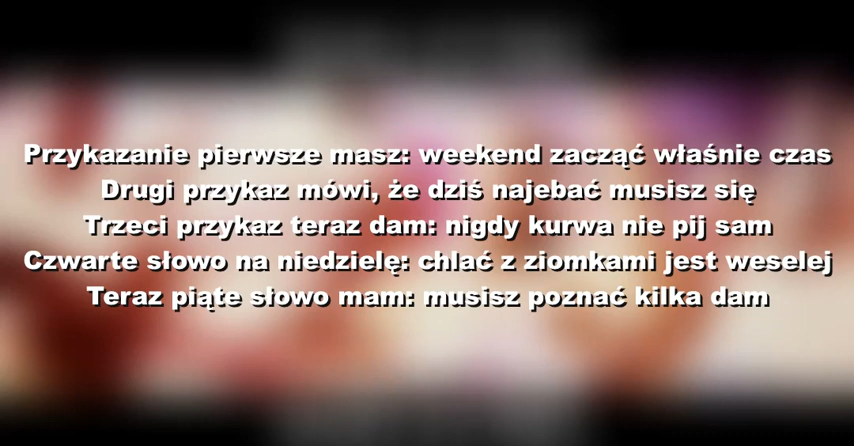 Przykazanie pierwsze masz: weekend zacząć właśnie czas
Drugi przykaz mówi, że dziś najebać musisz się
Trzeci przykaz teraz dam: nigdy kurwa nie pij sam
Czwarte słowo na niedzielę: chlać z ziomkami jest weselej
Teraz piąte słowo mam: musisz poznać kilka dam